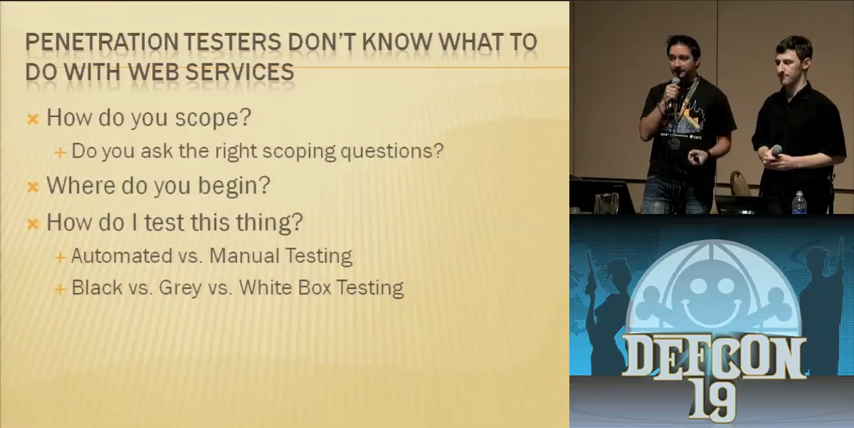 PENETRATION TESTERS DON'T KNOW WHAT TO
DO WITH WEB SERVICES
How do you scope?
Do you ask the right scoping questions?
Where do you begin?
How do I test this thing?
Automated vs. Manual Testing
Black vs. Grey vs. White Box Testing
DEFCON
19